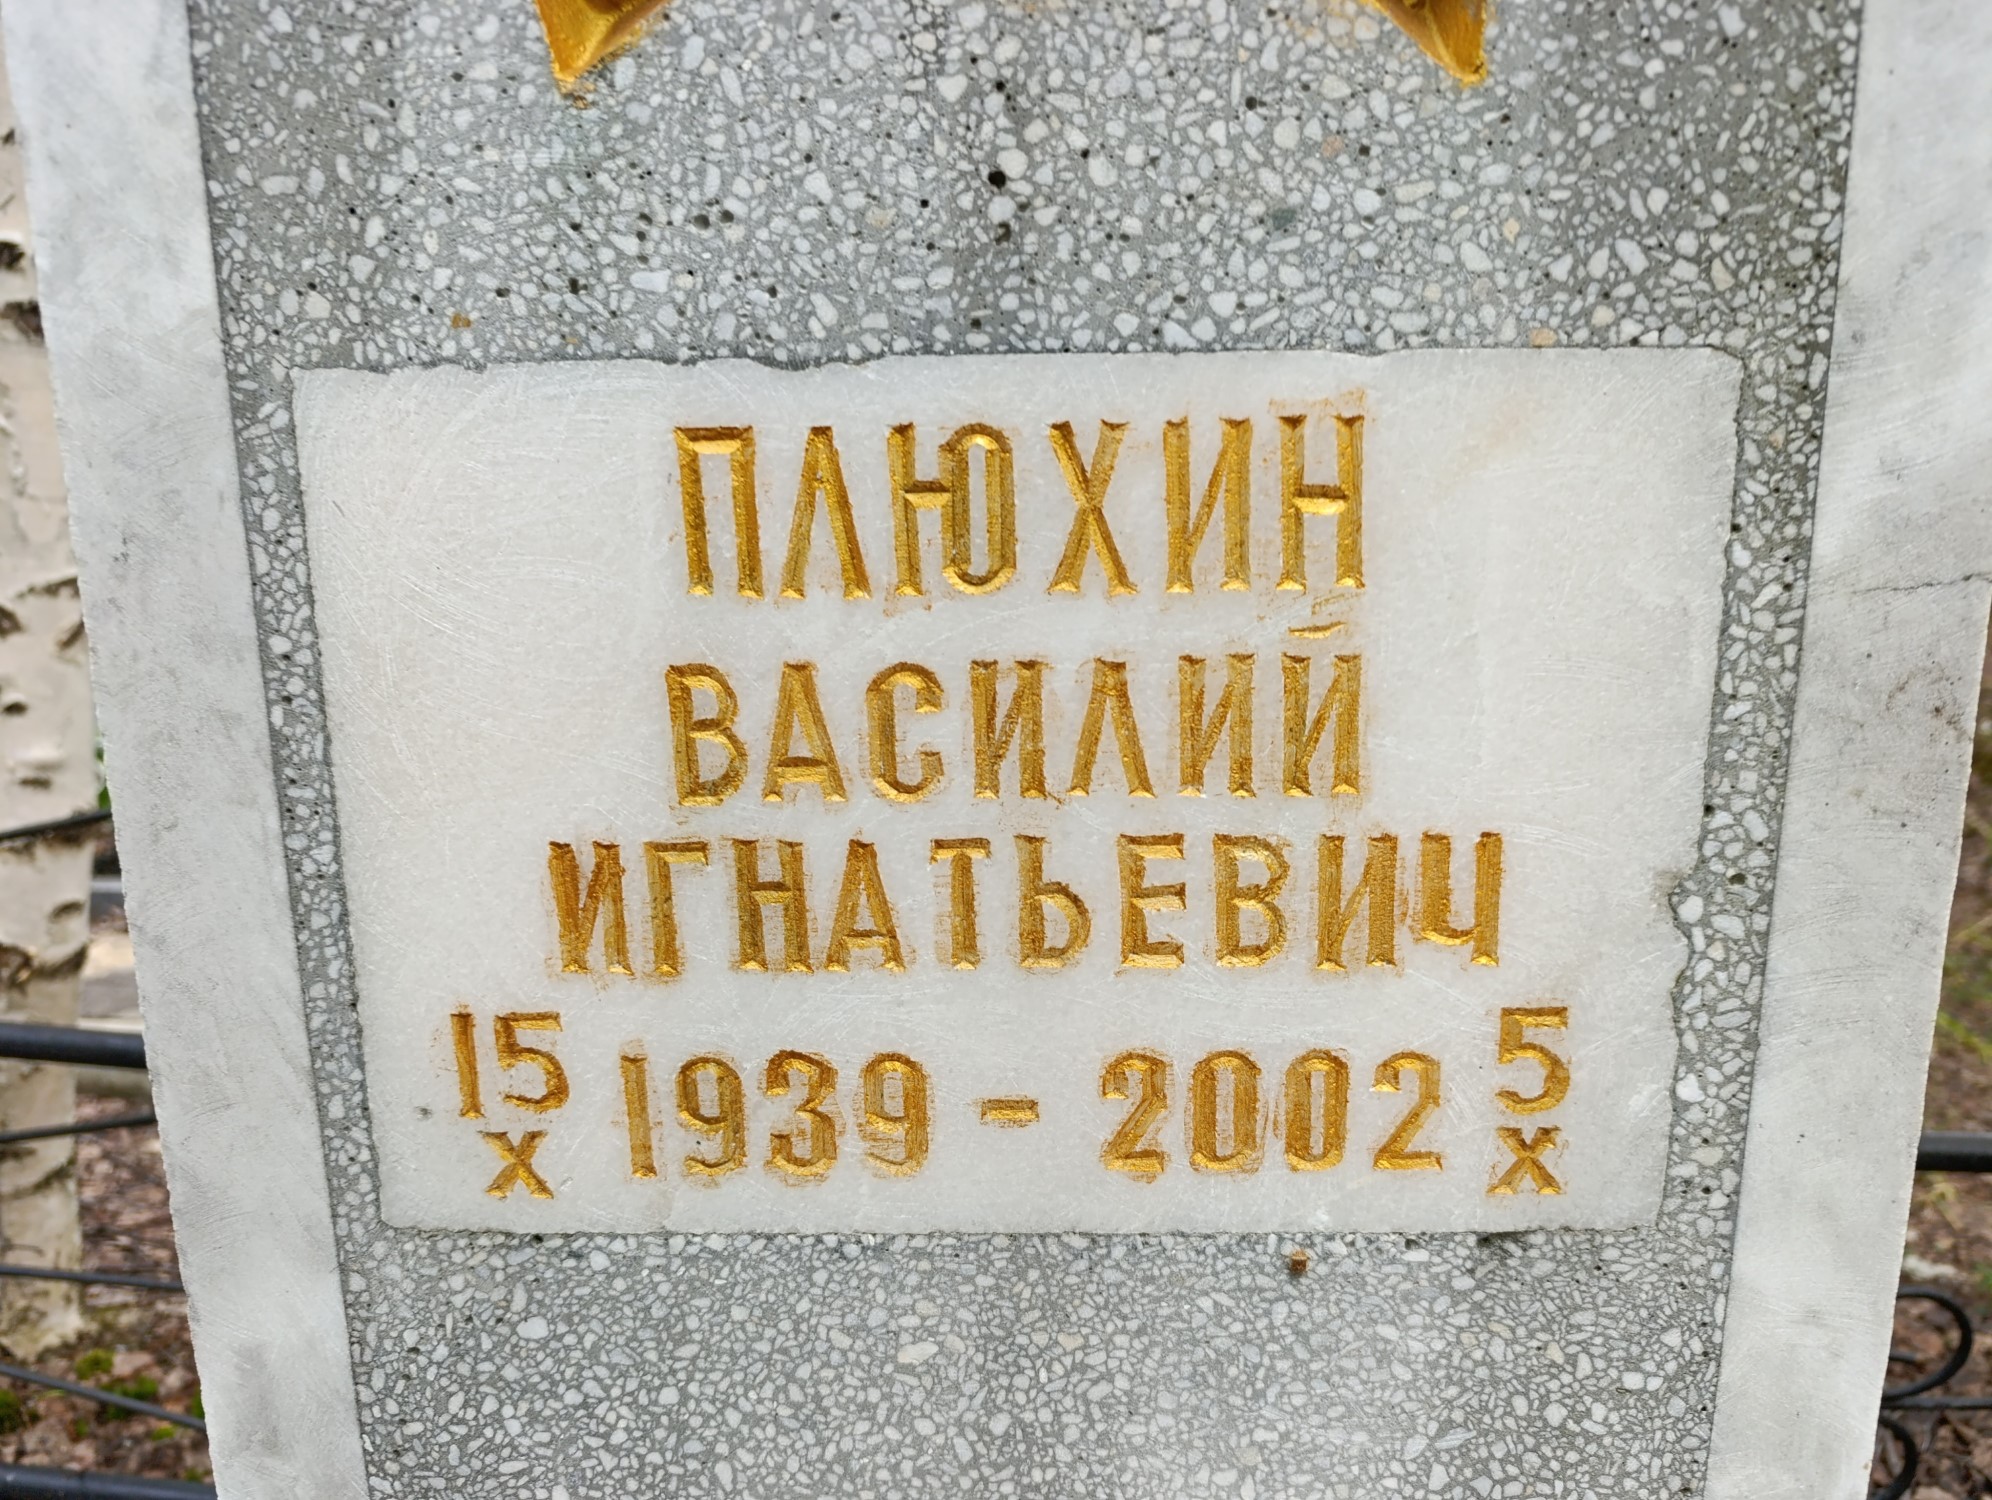 ПЛЮХИН
ВАСИЛИЙ
ИГНАТЬЕВИЧ
15/X 1939 - 2002 5/X